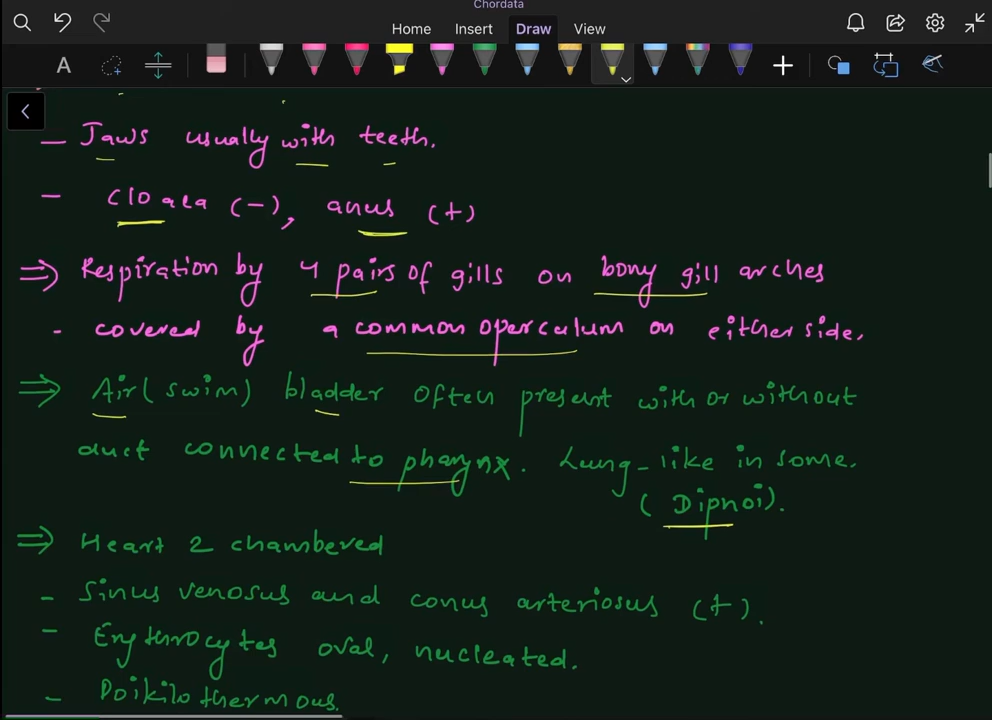 Chordata
Home Insert Draw View
A
— Jaws usually with teeth.
– Cloaca (–), anus (+)
⇒ Respiration by 4 pairs of gills on bony gill arches
- covered by a common operculum on either side.
⇒ Air (swim) bladder often present with or without
duct connected to pharynx. Lung-like in some.
(Dipnoi).
⇒ Heart 2 chambered
- Sinus venosus and conus arteriosus (+).
- Erythrocytes oval, nucleated.
- Poikilothermous.